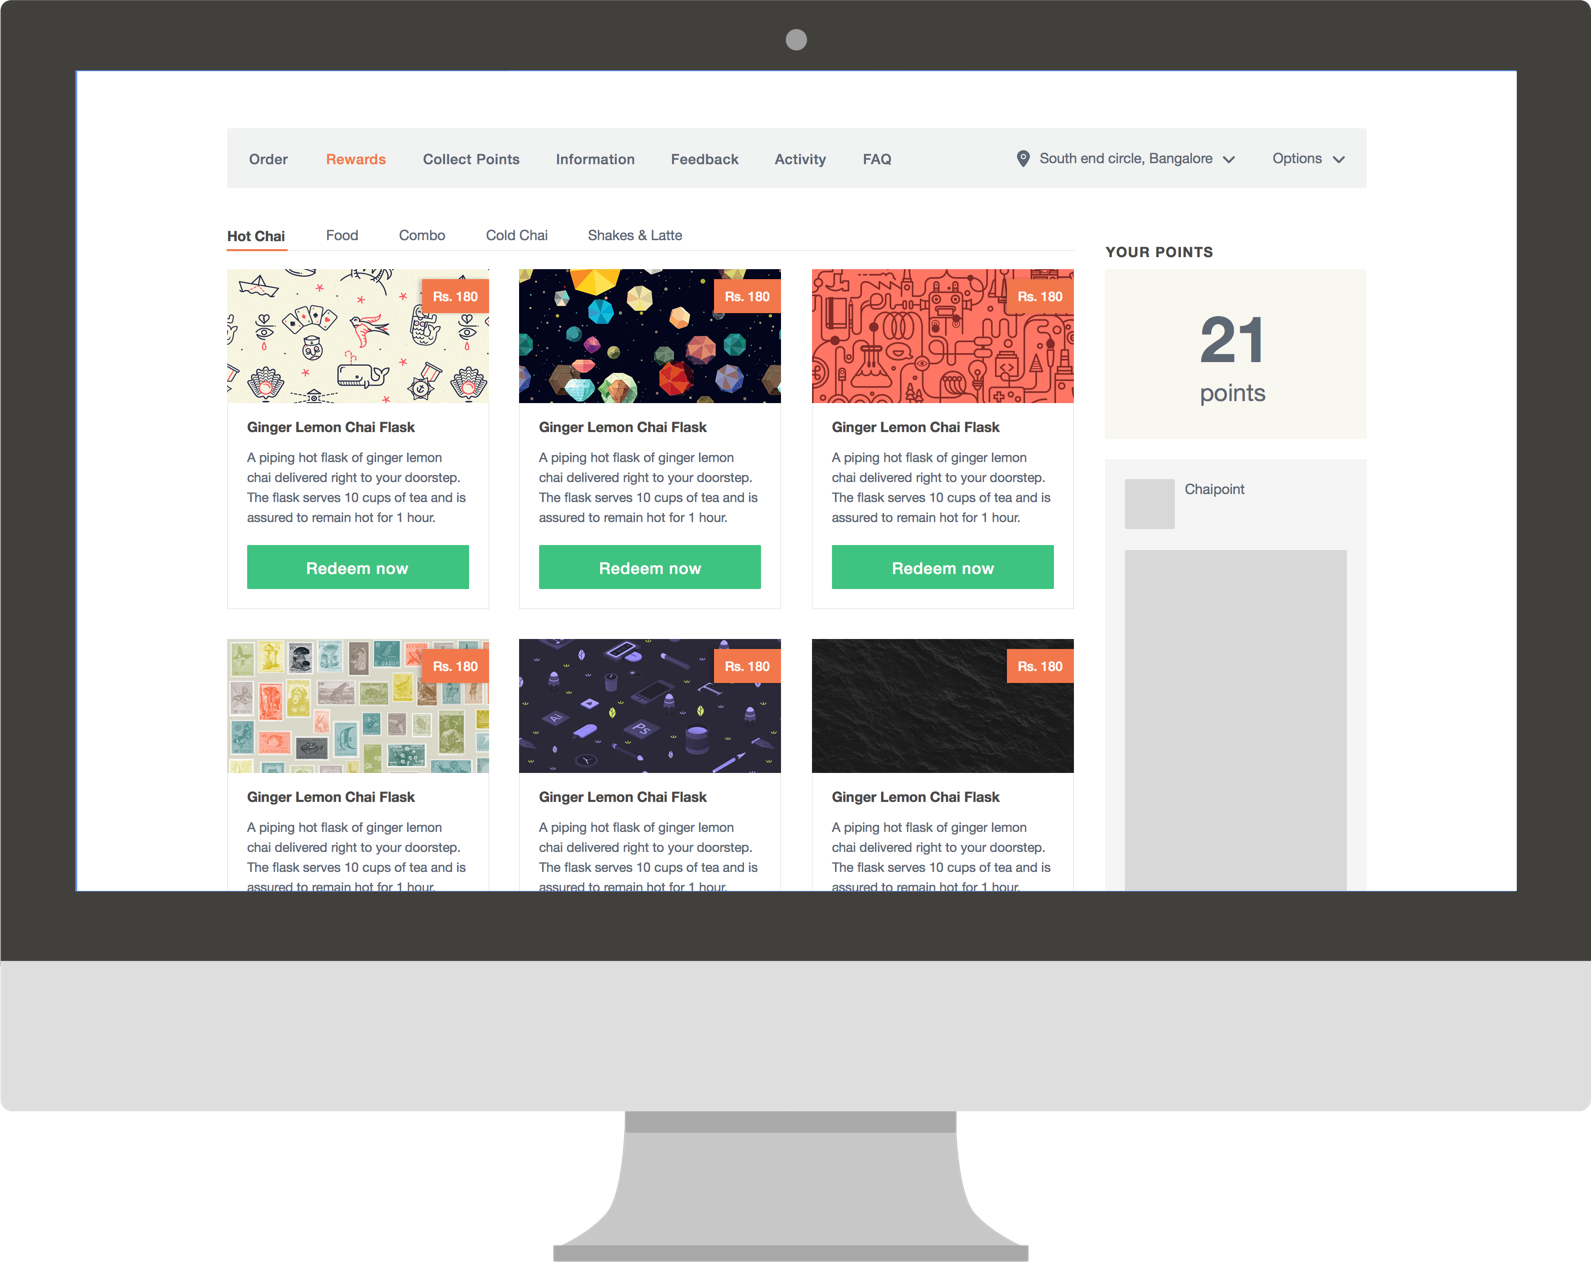 Order Rewards Collect Points Information Feedback Activity FAQ South end circle, Bangalore Options
Hot Chai Food Combo Cold Chai Shakes & Latte
YOUR POINTS
21
points
Chaipoint
Rs. 180
Ginger Lemon Chai Flask
A piping hot flask of ginger lemon
chai delivered right to your doorstep.
The flask serves 10 cups of tea and is
assured to remain hot for 1 hour.
Redeem now
Rs. 180
Ginger Lemon Chai Flask
A piping hot flask of ginger lemon
chai delivered right to your doorstep.
The flask serves 10 cups of tea and is
assured to remain hot for 1 hour.
Redeem now
Rs. 180
Ginger Lemon Chai Flask
A piping hot flask of ginger lemon
chai delivered right to your doorstep.
The flask serves 10 cups of tea and is
assured to remain hot for 1 hour.
Redeem now
Rs. 180
Ginger Lemon Chai Flask
A piping hot flask of ginger lemon
chai delivered right to your doorstep.
The flask serves 10 cups of tea and is
assured to remain hot for 1 hour.
Rs. 180
Ai
Ps
Ginger Lemon Chai Flask
A piping hot flask of ginger lemon
chai delivered right to your doorstep.
The flask serves 10 cups of tea and is
assured to remain hot for 1 hour.
Rs. 180
Ginger Lemon Chai Flask
A piping hot flask of ginger lemon
chai delivered right to your doorstep.
The flask serves 10 cups of tea and is
assured to remain hot for 1 hour.